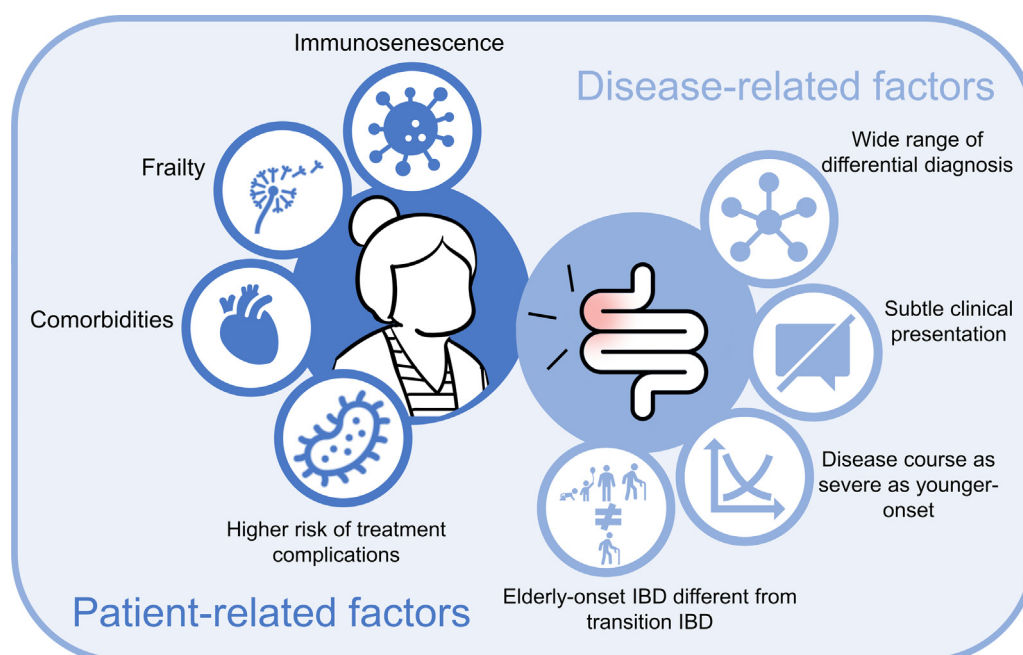 Immunosenescence
Frailty
Comorbidities
Higher risk of treatment
complications
Patient-related factors
Disease-related factors
Wide range of
differential diagnosis
Subtle clinical
presentation
Disease course as
severe as younger-
onset
Elderly-onset IBD different from
transition IBD